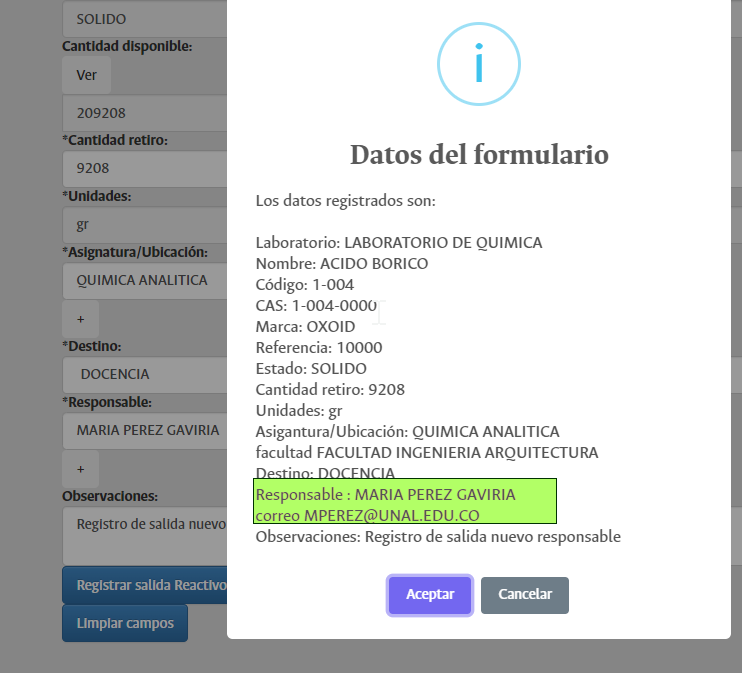 SOLIDO
Cantidad disponible:
Ver
209208
*Cantidad retiro:
9208
*Unidades:
gr
*Asignatura/Ubicación:
QUIMICA ANALITICA
+
*Destino:
DOCENCIA
*Responsable:
MARIA PEREZ GAVIRIA
+
Observaciones:
Registro de salida nuevo
Registrar salida Reactivo
Limpiar campos
i
Datos del formulario
Los datos registrados son:
Laboratorio: LABORATORIO DE QUIMICA
Nombre: ACIDO BORICO
Código: 1-004
CAS: 1-004-0000
Marca: OXOID
Referencia: 10000
Estado: SOLIDO
Cantidad retiro: 9208
Unidades: gr
Asigantura/Ubicación: QUIMICA ANALITICA
facultad FACULTAD INGENIERIA ARQUITECTURA
Destino: DOCENCIA
Responsable : MARIA PEREZ GAVIRIA
correo MPEREZ@UNAL.EDU.CO
Observaciones: Registro de salida nuevo responsable
Aceptar
Cancelar